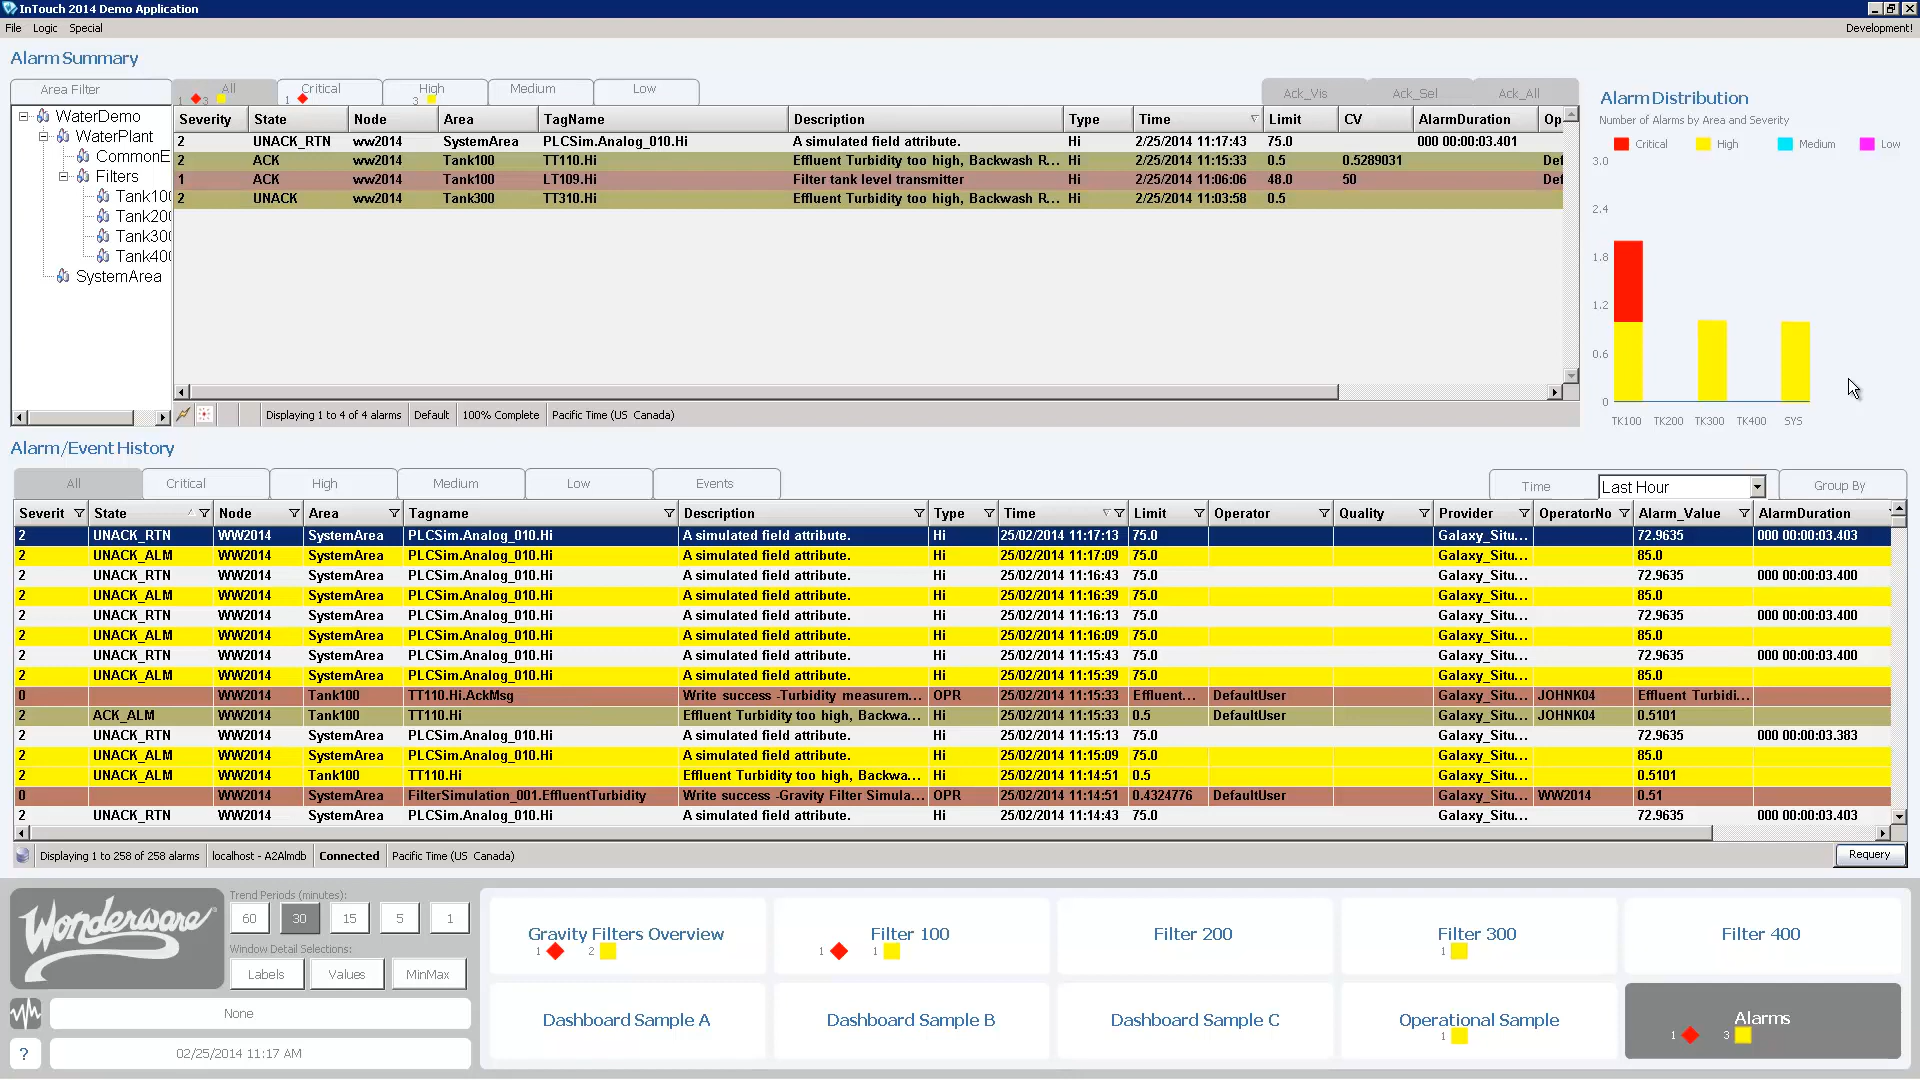 InTouch 2014 Demo Application
File Logic Special Development!
Alarm Summary
Area Filter
WaterDemo
WaterPlant
CommonE
Filters
Tank100
Tank200
Tank300
Tank400
SystemArea
All Critical High Medium Low Ack_Vis Ack_Sel Ack_All
1 3 1 3
Severity State Node Area TagName Description Type Time Limit CV AlarmDuration Op
2 UNACK_RTN ww2014 SystemArea PLCSim.Analog_010.Hi A simulated field attribute. Hi 2/25/2014 11:17:43 75.0 000 00:00:03.401
2 ACK ww2014 Tank100 TT110.Hi Effluent Turbidity too high, Backwash R... Hi 2/25/2014 11:15:33 0.5 0.5289031 Def
1 ACK ww2014 Tank100 LT109.Hi Filter tank level transmitter Hi 2/25/2014 11:06:06 48.0 50 Def
2 UNACK ww2014 Tank300 TT310.Hi Effluent Turbidity too high, Backwash R... Hi 2/25/2014 11:03:58 0.5
Displaying 1 to 4 of 4 alarms Default 100% Complete Pacific Time (US Canada)
Alarm Distribution
Number of Alarms by Area and Severity
Critical High Medium Low
3.0
2.4
1.8
1.2
0.6
0
TK100 TK200 TK300 TK400 SYS
Alarm/Event History
All Critical High Medium Low Events Time Last Hour Group By
Severit State Node Area Tagname Description Type Time Limit Operator Quality Provider OperatorNo Alarm_Value AlarmDuration
2 UNACK_RTN WW2014 SystemArea PLCSim.Analog_010.Hi A simulated field attribute. Hi 25/02/2014 11:17:13 75.0 Galaxy_Situ... 72.9635 000 00:00:03.403
2 UNACK_ALM WW2014 SystemArea PLCSim.Analog_010.Hi A simulated field attribute. Hi 25/02/2014 11:17:09 75.0 Galaxy_Situ... 85.0
2 UNACK_RTN WW2014 SystemArea PLCSim.Analog_010.Hi A simulated field attribute. Hi 25/02/2014 11:16:43 75.0 Galaxy_Situ... 72.9635 000 00:00:03.400
2 UNACK_ALM WW2014 SystemArea PLCSim.Analog_010.Hi A simulated field attribute. Hi 25/02/2014 11:16:39 75.0 Galaxy_Situ... 85.0
2 UNACK_RTN WW2014 SystemArea PLCSim.Analog_010.Hi A simulated field attribute. Hi 25/02/2014 11:16:13 75.0 Galaxy_Situ... 72.9635 000 00:00:03.400
2 UNACK_ALM WW2014 SystemArea PLCSim.Analog_010.Hi A simulated field attribute. Hi 25/02/2014 11:16:09 75.0 Galaxy_Situ... 85.0
2 UNACK_RTN WW2014 SystemArea PLCSim.Analog_010.Hi A simulated field attribute. Hi 25/02/2014 11:15:43 75.0 Galaxy_Situ... 72.9635 000 00:00:03.400
2 UNACK_ALM WW2014 SystemArea PLCSim.Analog_010.Hi A simulated field attribute. Hi 25/02/2014 11:15:39 75.0 Galaxy_Situ... 85.0
0 WW2014 Tank100 TT110.Hi.AckMsg Write success -Turbidity measurem... OPR 25/02/2014 11:15:33 Effluent... DefaultUser Galaxy_Situ... JOHNK04 Effluent Turbidi...
2 ACK_ALM WW2014 Tank100 TT110.Hi Effluent Turbidity too high, Backwa... Hi 25/02/2014 11:15:33 0.5 DefaultUser Galaxy_Situ... JOHNK04 0.5101
2 UNACK_RTN WW2014 SystemArea PLCSim.Analog_010.Hi A simulated field attribute. Hi 25/02/2014 11:15:13 75.0 Galaxy_Situ... 72.9635 000 00:00:03.383
2 UNACK_ALM WW2014 SystemArea PLCSim.Analog_010.Hi A simulated field attribute. Hi 25/02/2014 11:15:09 75.0 Galaxy_Situ... 85.0
2 UNACK_ALM WW2014 Tank100 TT110.Hi Effluent Turbidity too high, Backwa... Hi 25/02/2014 11:14:51 0.5 Galaxy_Situ... 0.5101
0 WW2014 SystemArea FilterSimulation_001.EffluentTurbidity Write success -Gravity Filter Simula... OPR 25/02/2014 11:14:51 0.4324776 DefaultUser Galaxy_Situ... WW2014 0.51
2 UNACK_RTN WW2014 SystemArea PLCSim.Analog_010.Hi A simulated field attribute. Hi 25/02/2014 11:14:43 75.0 Galaxy_Situ... 72.9635 000 00:00:03.403
Displaying 1 to 258 of 258 alarms localhost - A2Almdb Connected Pacific Time (US Canada) Requery
Wonderware
Trend Periods (minutes):
60 30 15 5 1
Window Detail Selections:
Labels Values MinMax
None
? 02/25/2014 11:17 AM
Gravity Filters Overview Filter 100 Filter 200 Filter 300 Filter 400
1 2 1 1 1
Dashboard Sample A Dashboard Sample B Dashboard Sample C Operational Sample Alarms
1 1 3